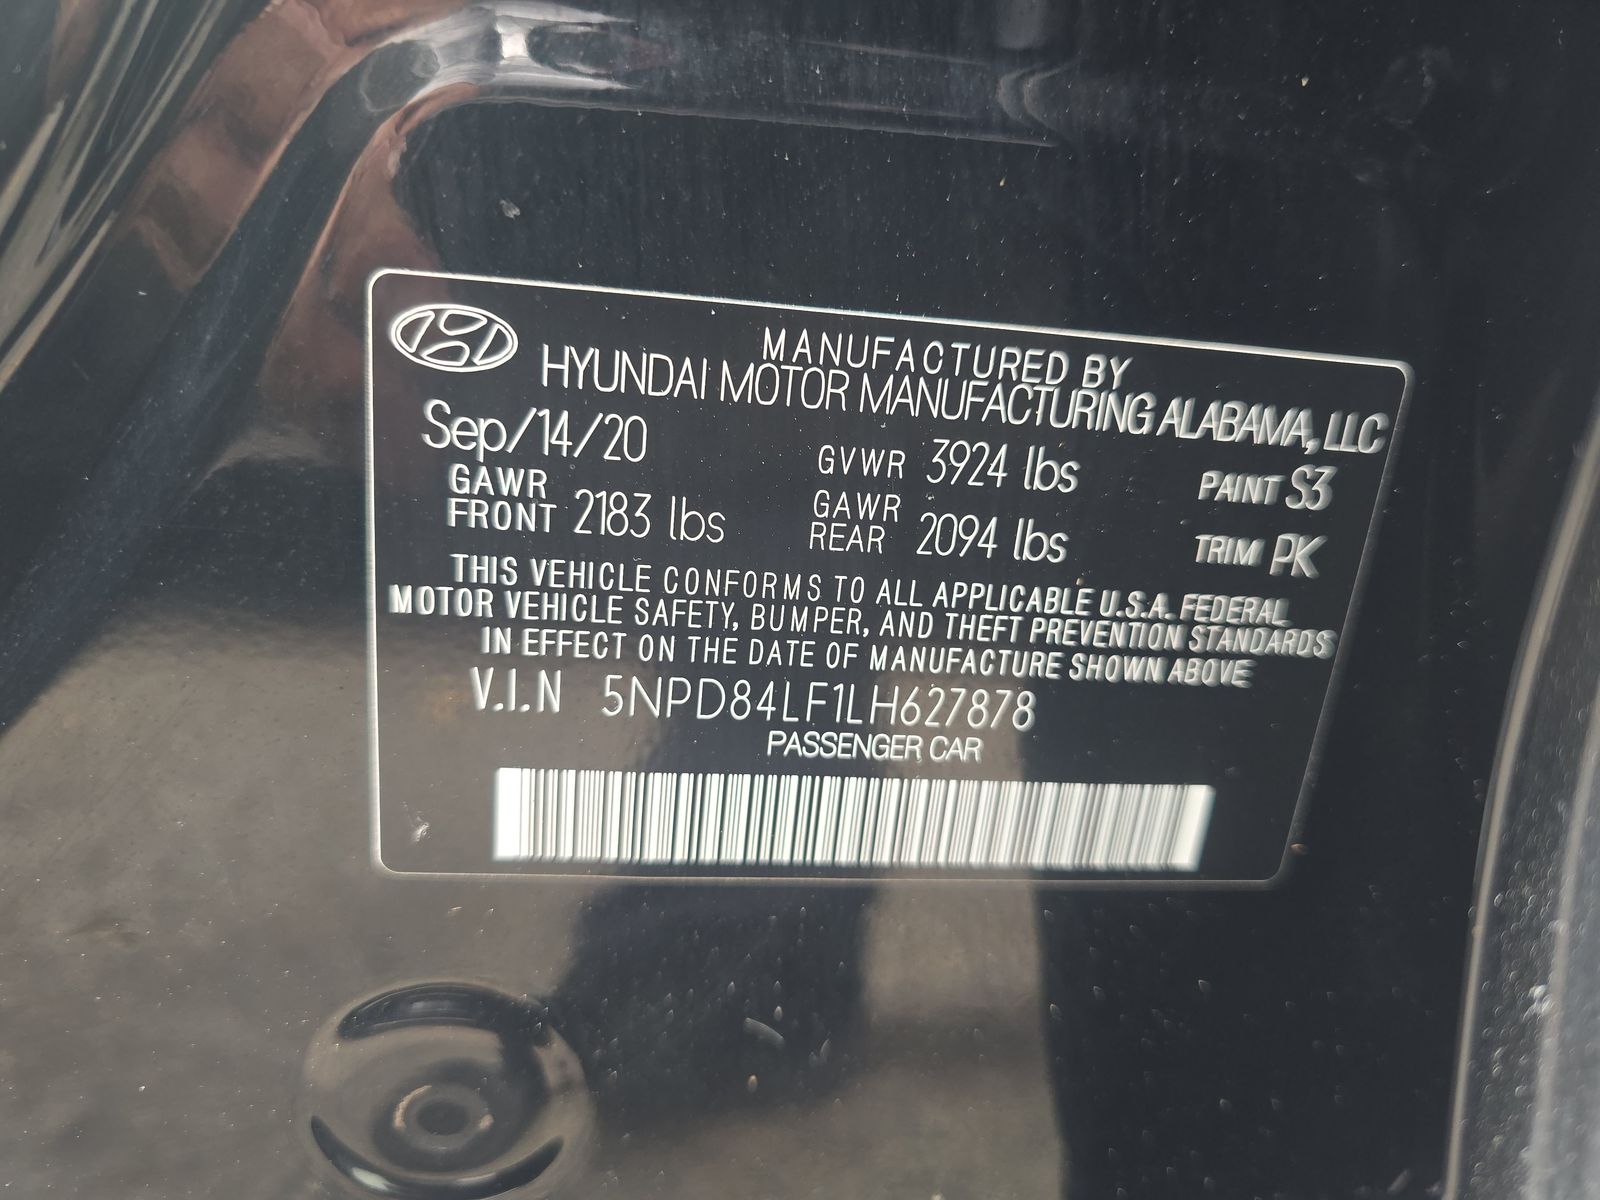 MANUFACTURED BY
HYUNDAI MOTOR MANUFACTURING ALABAMA, LLC
Sep/14/20 GVWR 3924 lbs PAINT S3
GAWR FRONT 2183 lbs GAWR REAR 2094 lbs TRIM PK
THIS VEHICLE CONFORMS TO ALL APPLICABLE U.S.A. FEDERAL
MOTOR VEHICLE SAFETY, BUMPER, AND THEFT PREVENTION STANDARDS
IN EFFECT ON THE DATE OF MANUFACTURE SHOWN ABOVE
V.I.N 5NPD84LF1LH627878
PASSENGER CAR